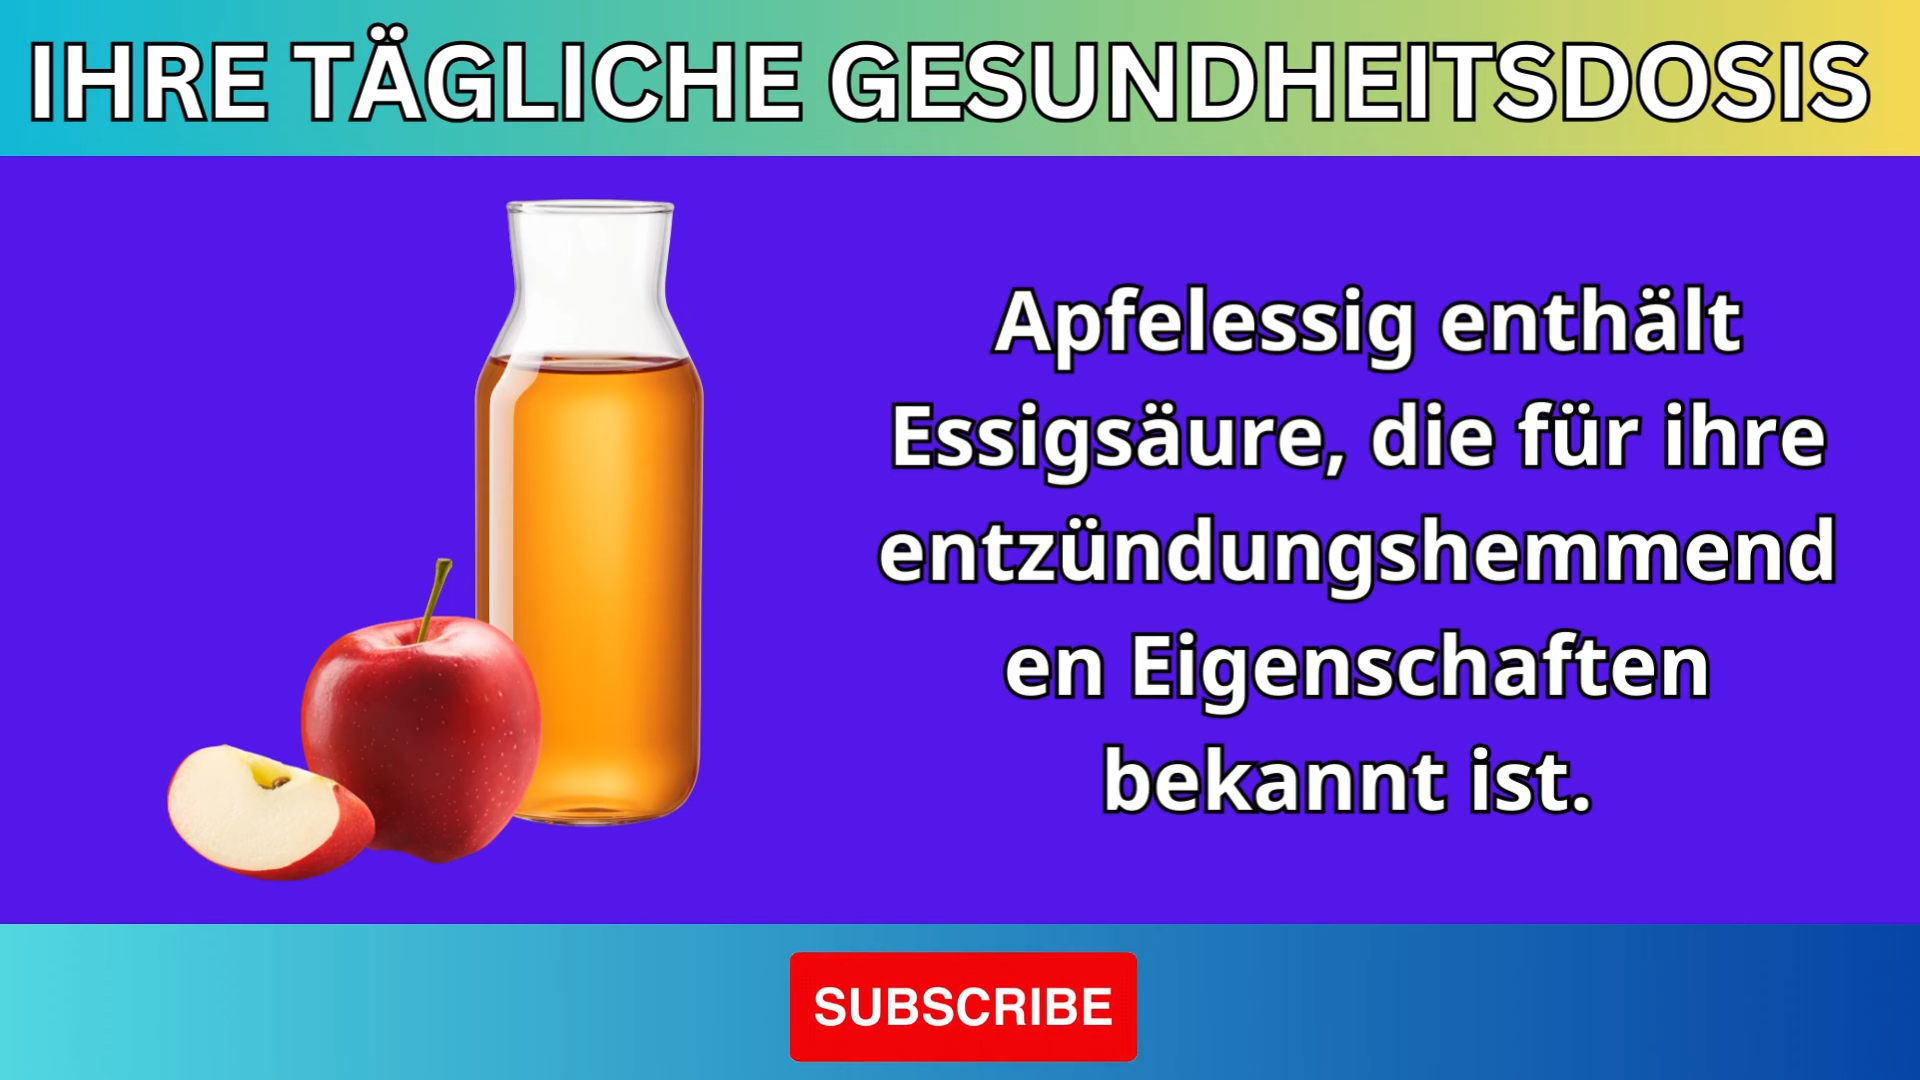 IHRE TÄGLICHE GESUNDHEITSDOSIS
Apfelessig enthält
Essigsäure, die für ihre
entzündungshemmend
en Eigenschaften
bekannt ist.
SUBSCRIBE